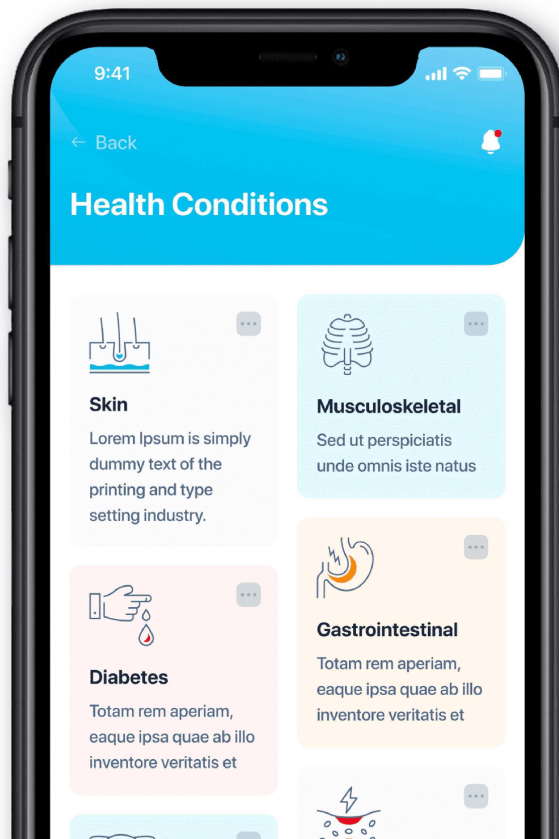 9:41
← Back
Health Conditions
Skin
Lorem Ipsum is simply
dummy text of the
printing and type
setting industry.
Musculoskeletal
Sed ut perspiciatis
unde omnis iste natus
Diabetes
Totam rem aperiam,
eaque ipsa quae ab illo
inventore veritatis et
Gastrointestinal
Totam rem aperiam,
eaque ipsa quae ab illo
inventore veritatis et